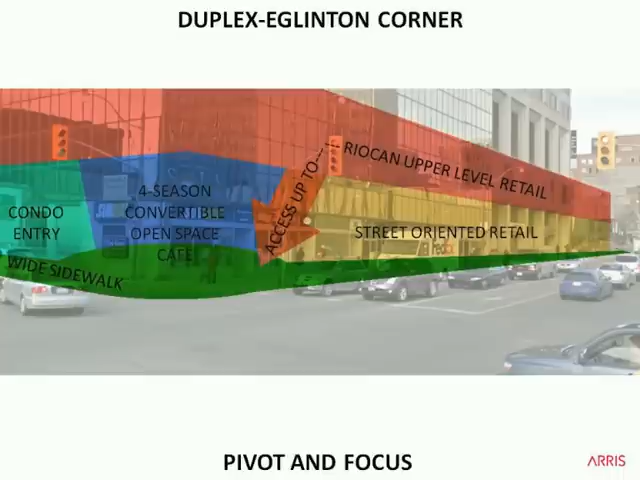 DUPLEX-EGLINTON CORNER
RIOCAN UPPER LEVEL RETAIL
ACCESS UP TO---
4-SEASON
CONVERTIBLE
OPEN SPACE
CAFE
CONDO
ENTRY
STREET ORIENTED RETAIL
FedEx
WIDE SIDEWALK
PIVOT AND FOCUS
ARRIS